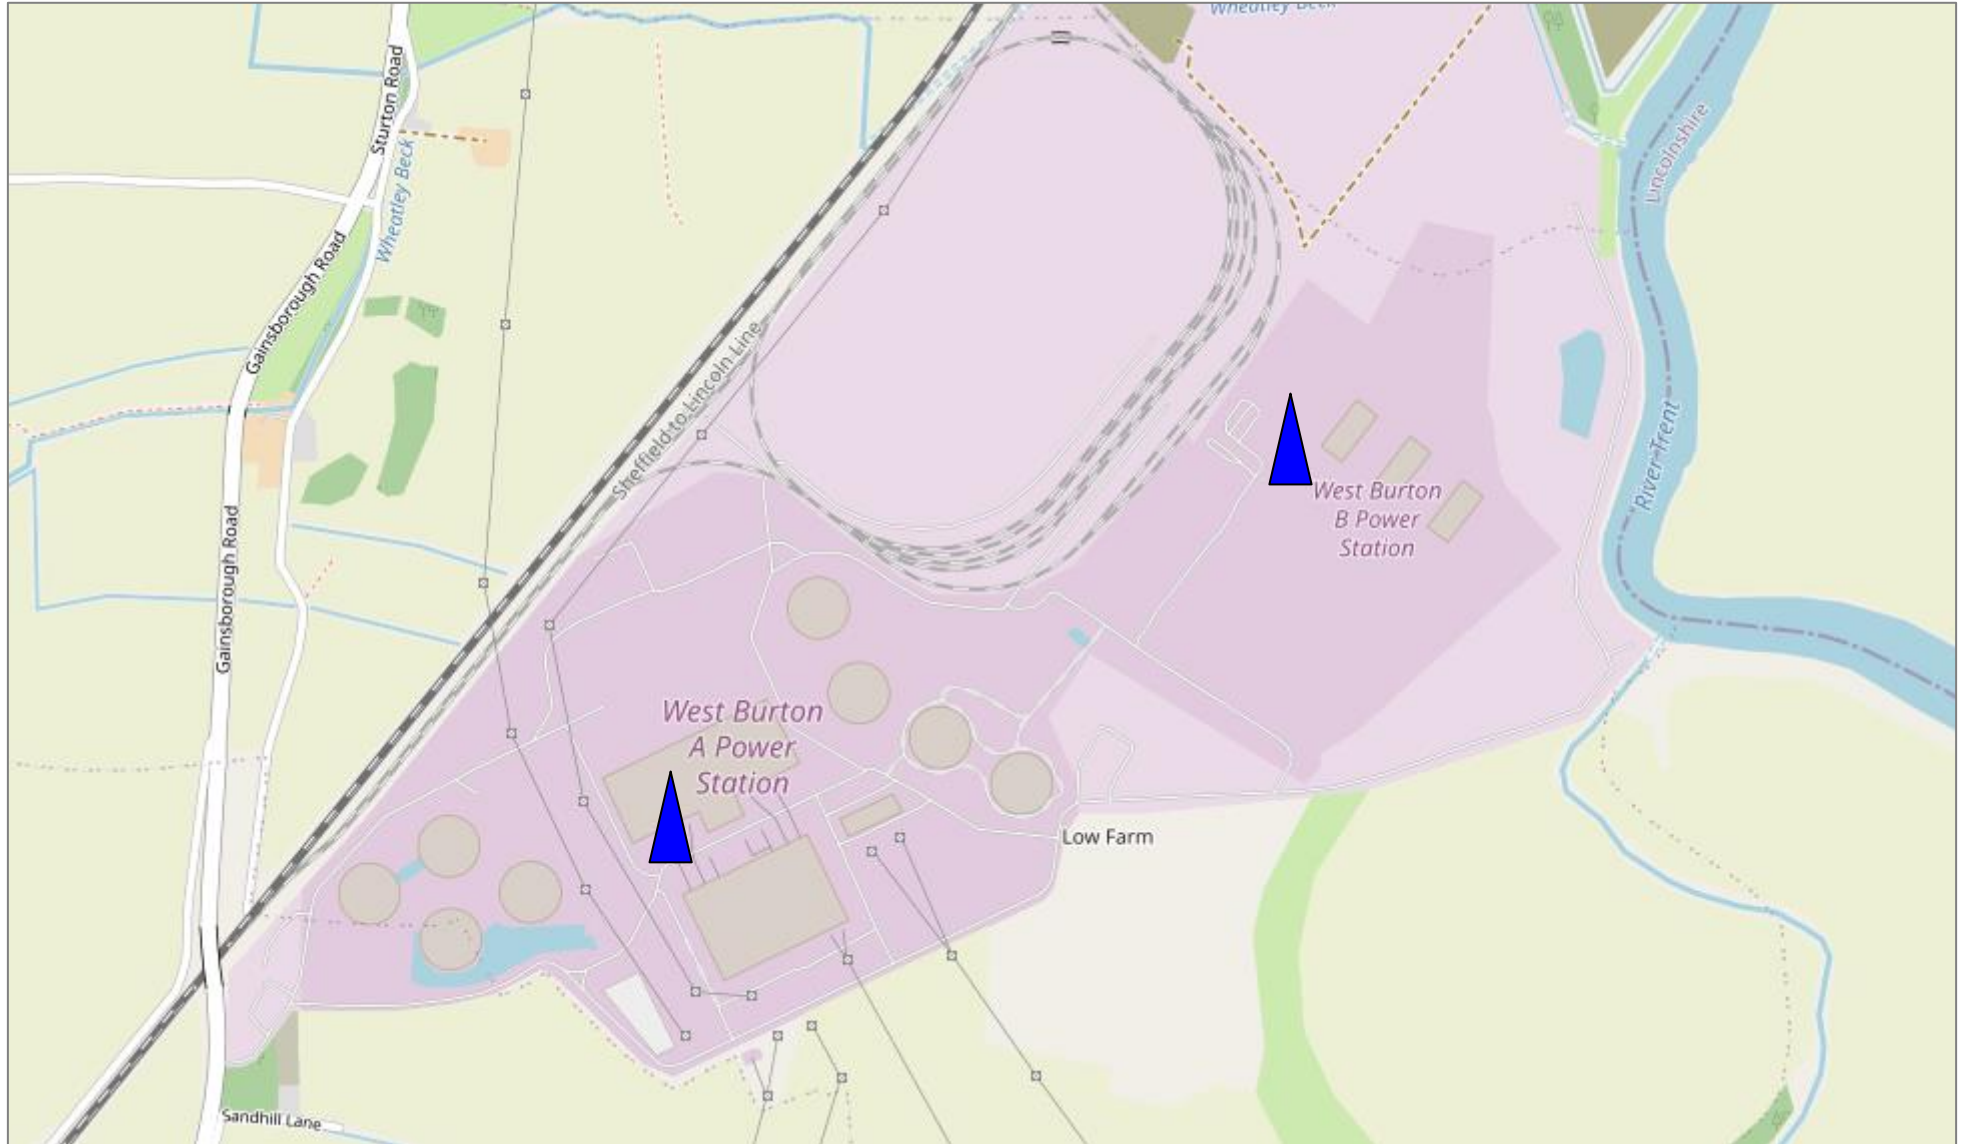 Wheatley Beck
Sturton Road
Lincolnshire
Wheatley Beck
Gainsborough Road
Sheffield to Lincoln Line
River Trent
West Burton
B Power
Station
Gainsborough Road
West Burton
A Power
Station
Low Farm
Sandhill Lane